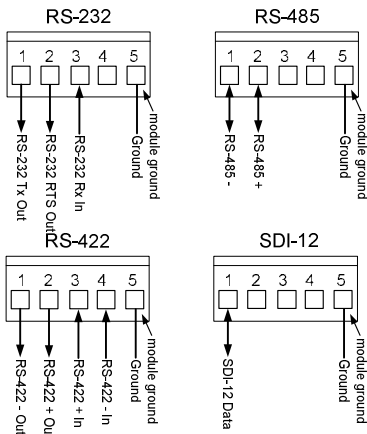 RS-232
1 2 3 4 5
RS-232 Tx Out
RS-232 RTS Out
RS-232 Rx In
Ground
module ground
RS-485
1 2 3 4 5
RS-485 -
RS-485 +
Ground
module ground
RS-422
1 2 3 4 5
RS-422 - Out
RS-422 + Ou
RS-422 + In
RS-422 - In
Ground
module ground
SDI-12
1 2 3 4 5
SDI-12 Data
Ground
module ground